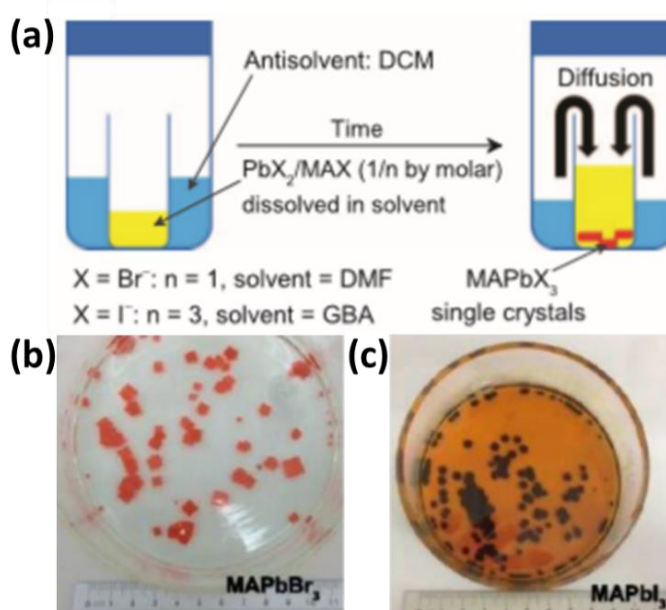 (a)
Antisolvent: DCM
Time
PbX₂/MAX (1/n by molar)
dissolved in solvent
X = Br⁻: n = 1, solvent = DMF
X = I⁻: n = 3, solvent = GBA
Diffusion
MAPbX₃
single crystals
(b)
MAPbBr₃
(c)
MAPbI₃